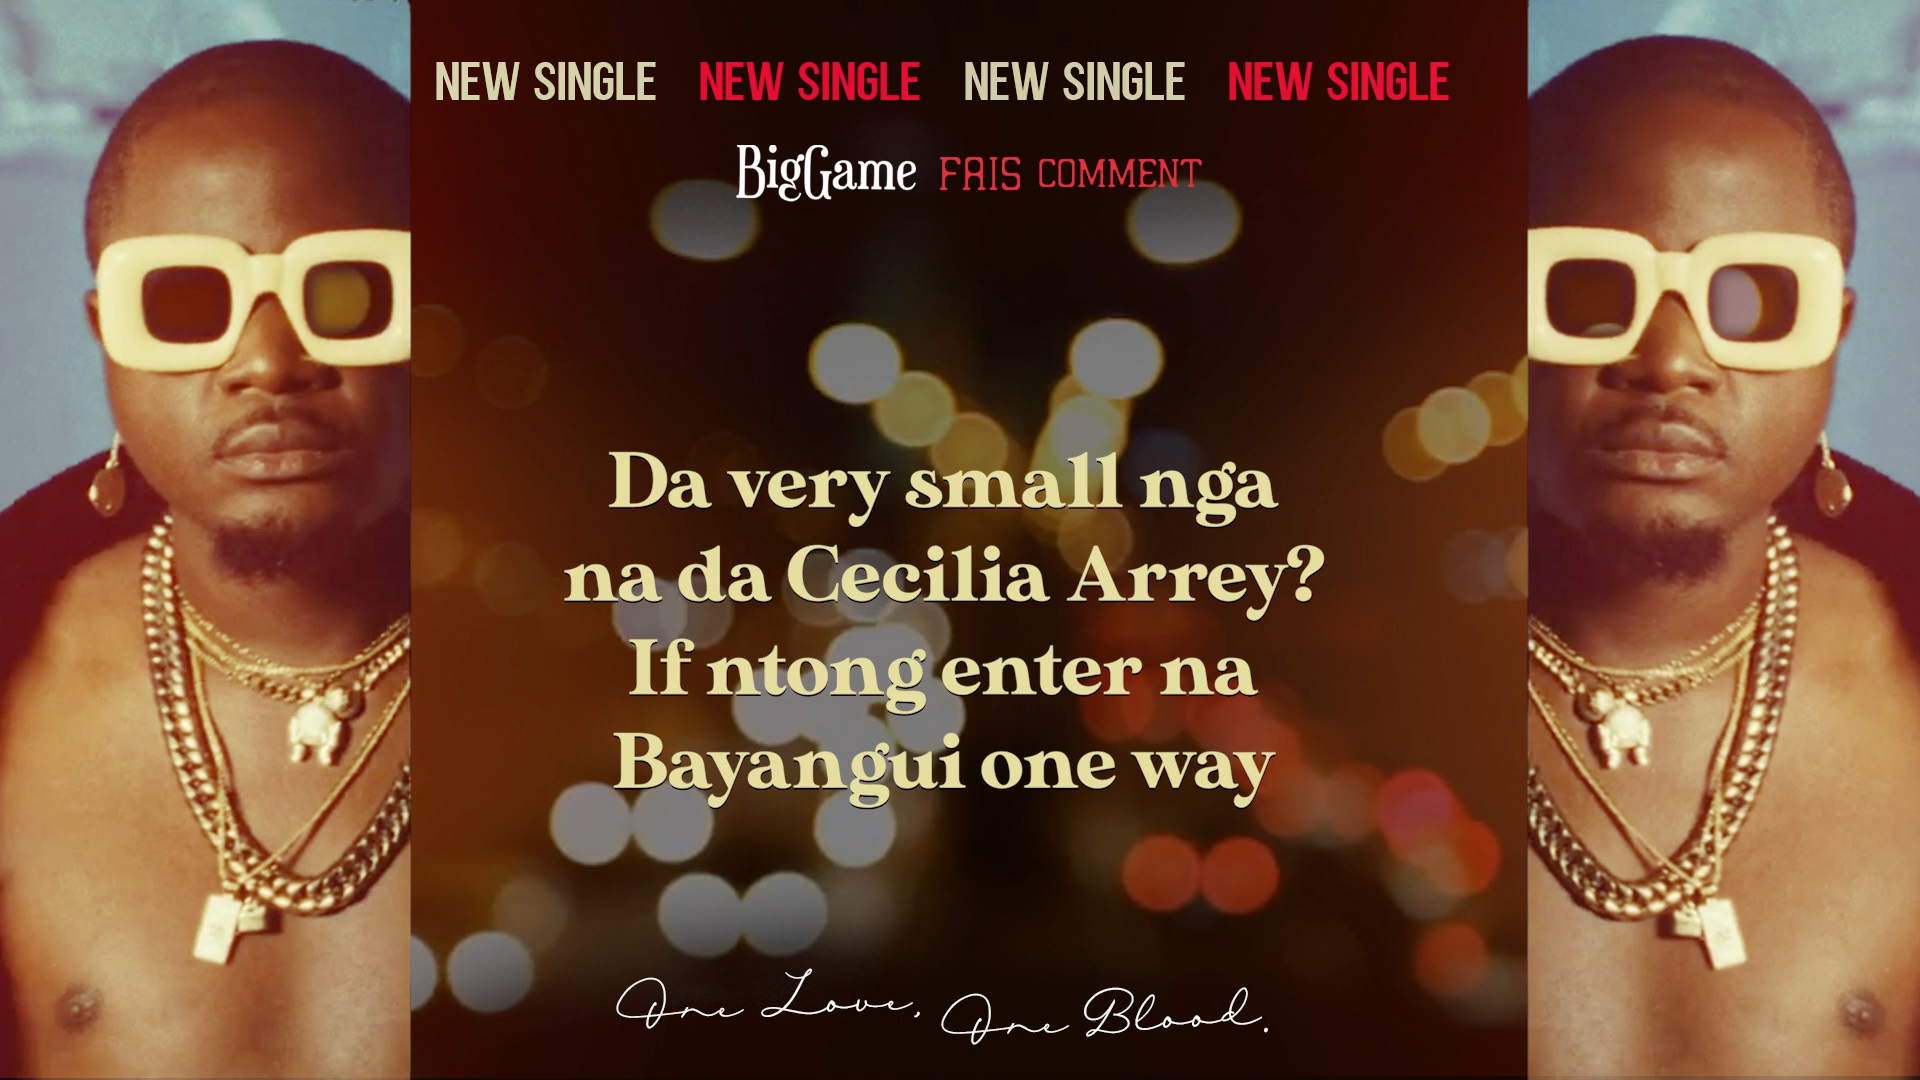 NEW SINGLE NEW SINGLE NEW SINGLE NEW SINGLE
BigGame FAIS COMMENT
Da very small nga
na da Cecilia Arrey?
If ntong enter na
Bayangui one way
One Love, One Blood.